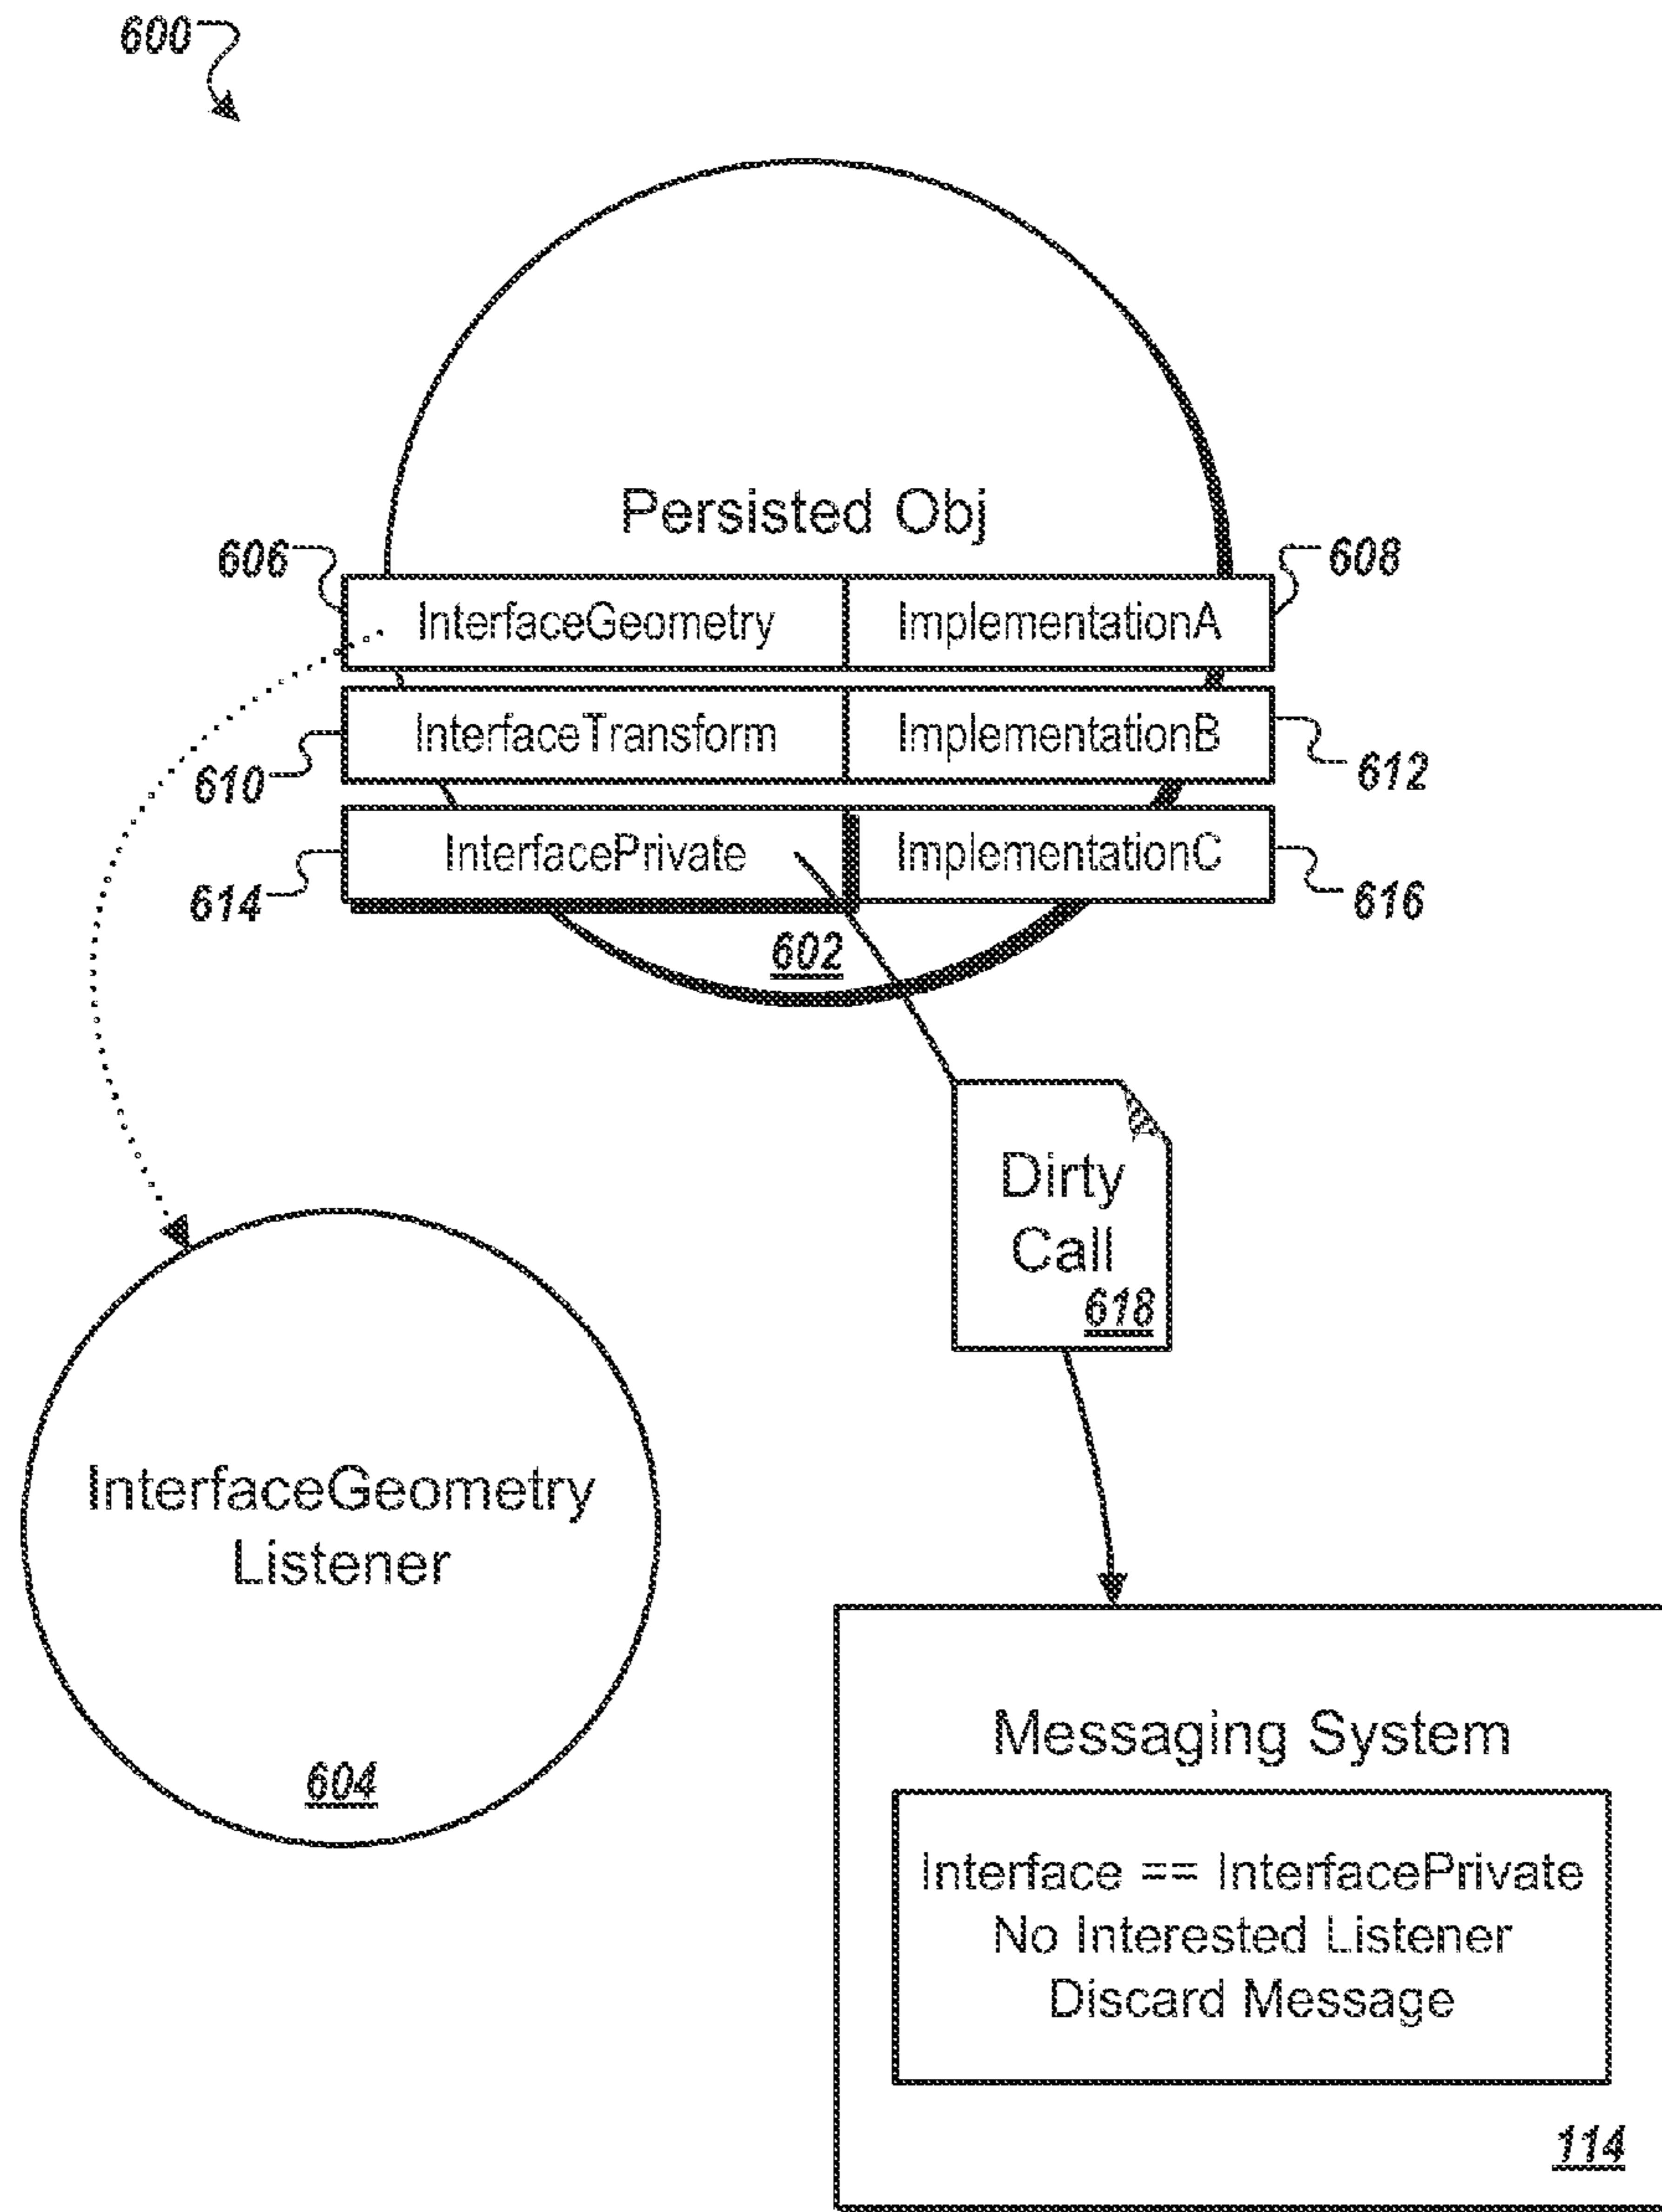 600
Persisted Obj
606
608
InterfaceGeometry
ImplementationA
610
InterfaceTransform
ImplementationB
612
614
InterfacePrivate
ImplementationC
616
602
Dirty
Call
618
InterfaceGeometry
Listener
604
Messaging System
Interface == InterfacePrivate
No Interested Listener
Discard Message
114